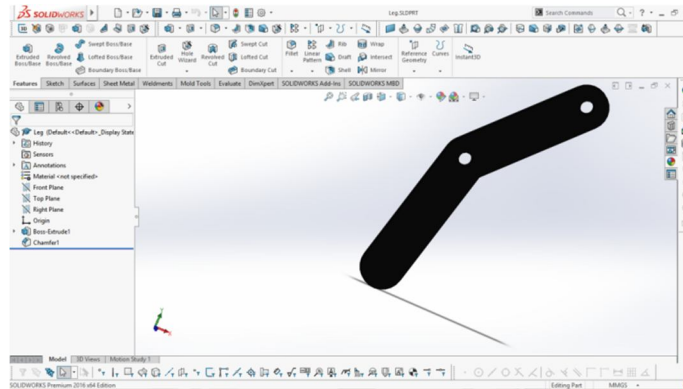 SOLIDWORKS
Leg.SLDPRT
Search Commands
Extruded Boss/Base
Revolved Boss/Base
Swept Boss/Base
Lofted Boss/Base
Boundary Boss/Base
Extruded Cut
Hole Wizard
Revolved Cut
Swept Cut
Lofted Cut
Boundary Cut
Fillet
Linear Pattern
Rib
Draft
Shell
Wrap
Intersect
Mirror
Reference Geometry
Curves
Instant3D
Features Sketch Surfaces Sheet Metal Weldments Mold Tools Evaluate DimXpert SOLIDWORKS Add-Ins SOLIDWORKS MBD
Leg (Default<<Default>_Display State
History
Sensors
Annotations
Material <not specified>
Front Plane
Top Plane
Right Plane
Origin
Boss-Extrude1
Chamfer1
Model 3D Views Motion Study 1
SOLIDWORKS Premium 2016 x64 Edition
Editing Part
MMGS